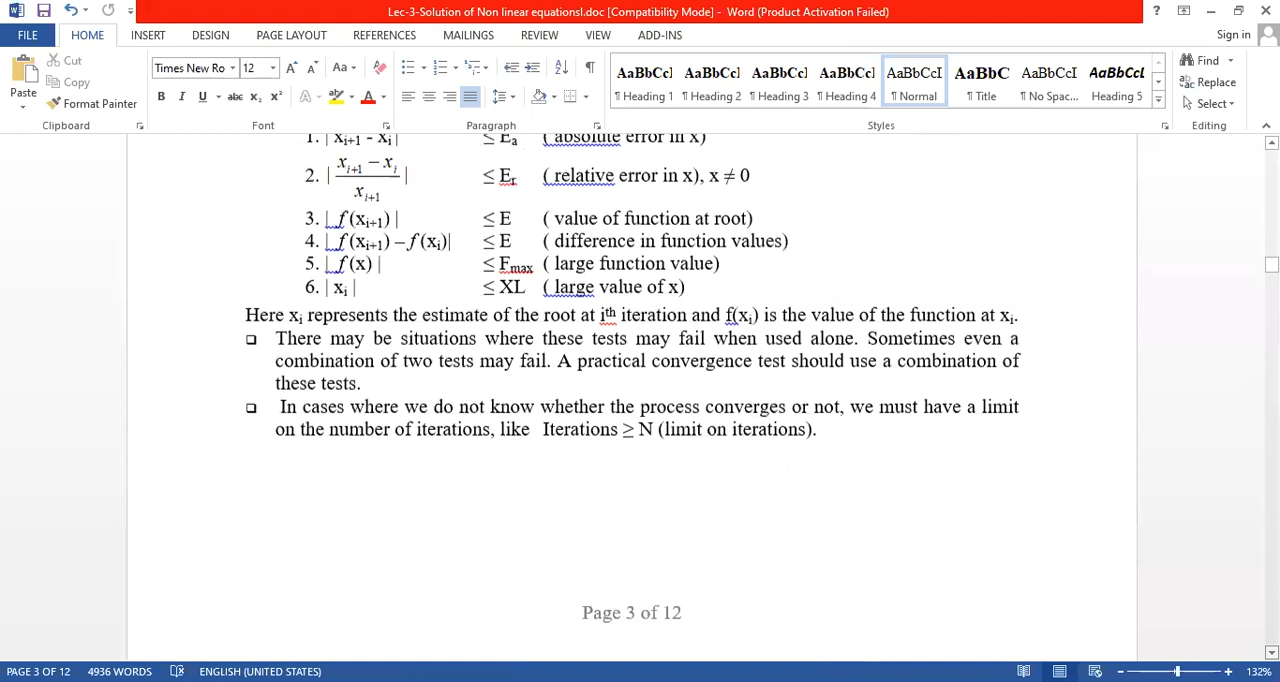 Lec-3-Solution of Non linear equationsI.doc [Compatibility Mode] - Word (Product Activation Failed)
FILE HOME INSERT DESIGN PAGE LAYOUT REFERENCES MAILINGS REVIEW VIEW ADD-INS Sign in
Paste Cut Copy Format Painter
Times New Ro 12 Aa
B I U abc x₂ x² A A
AaBbCcl AaBbCcl AaBbCcl AaBbCcl AaBbCcI AaBbC AaBbCcI AaBbCcL
¶ Heading 1 ¶ Heading 2 ¶ Heading 3 ¶ Heading 4 ¶ Normal ¶ Title ¶ No Spac... Heading 5
Find Replace Select
Clipboard Font Paragraph Styles Editing
1. | xᵢ₊₁ - xᵢ | ≤ Eₐ ( absolute error in x)
2. | (xᵢ₊₁ − xᵢ) / xᵢ₊₁ | ≤ Eᵣ ( relative error in x), x ≠ 0
3. | f(xᵢ₊₁) | ≤ E ( value of function at root)
4. | f(xᵢ₊₁) – f(xᵢ)| ≤ E ( difference in function values)
5. | f(x) | ≤ Fmax ( large function value)
6. | xᵢ | ≤ XL ( large value of x)
Here xᵢ represents the estimate of the root at iᵗʰ iteration and f(xᵢ) is the value of the function at xᵢ.
There may be situations where these tests may fail when used alone. Sometimes even a
combination of two tests may fail. A practical convergence test should use a combination of
these tests.
In cases where we do not know whether the process converges or not, we must have a limit
on the number of iterations, like Iterations ≥ N (limit on iterations).
Page 3 of 12
PAGE 3 OF 12 4936 WORDS ENGLISH (UNITED STATES) 132%